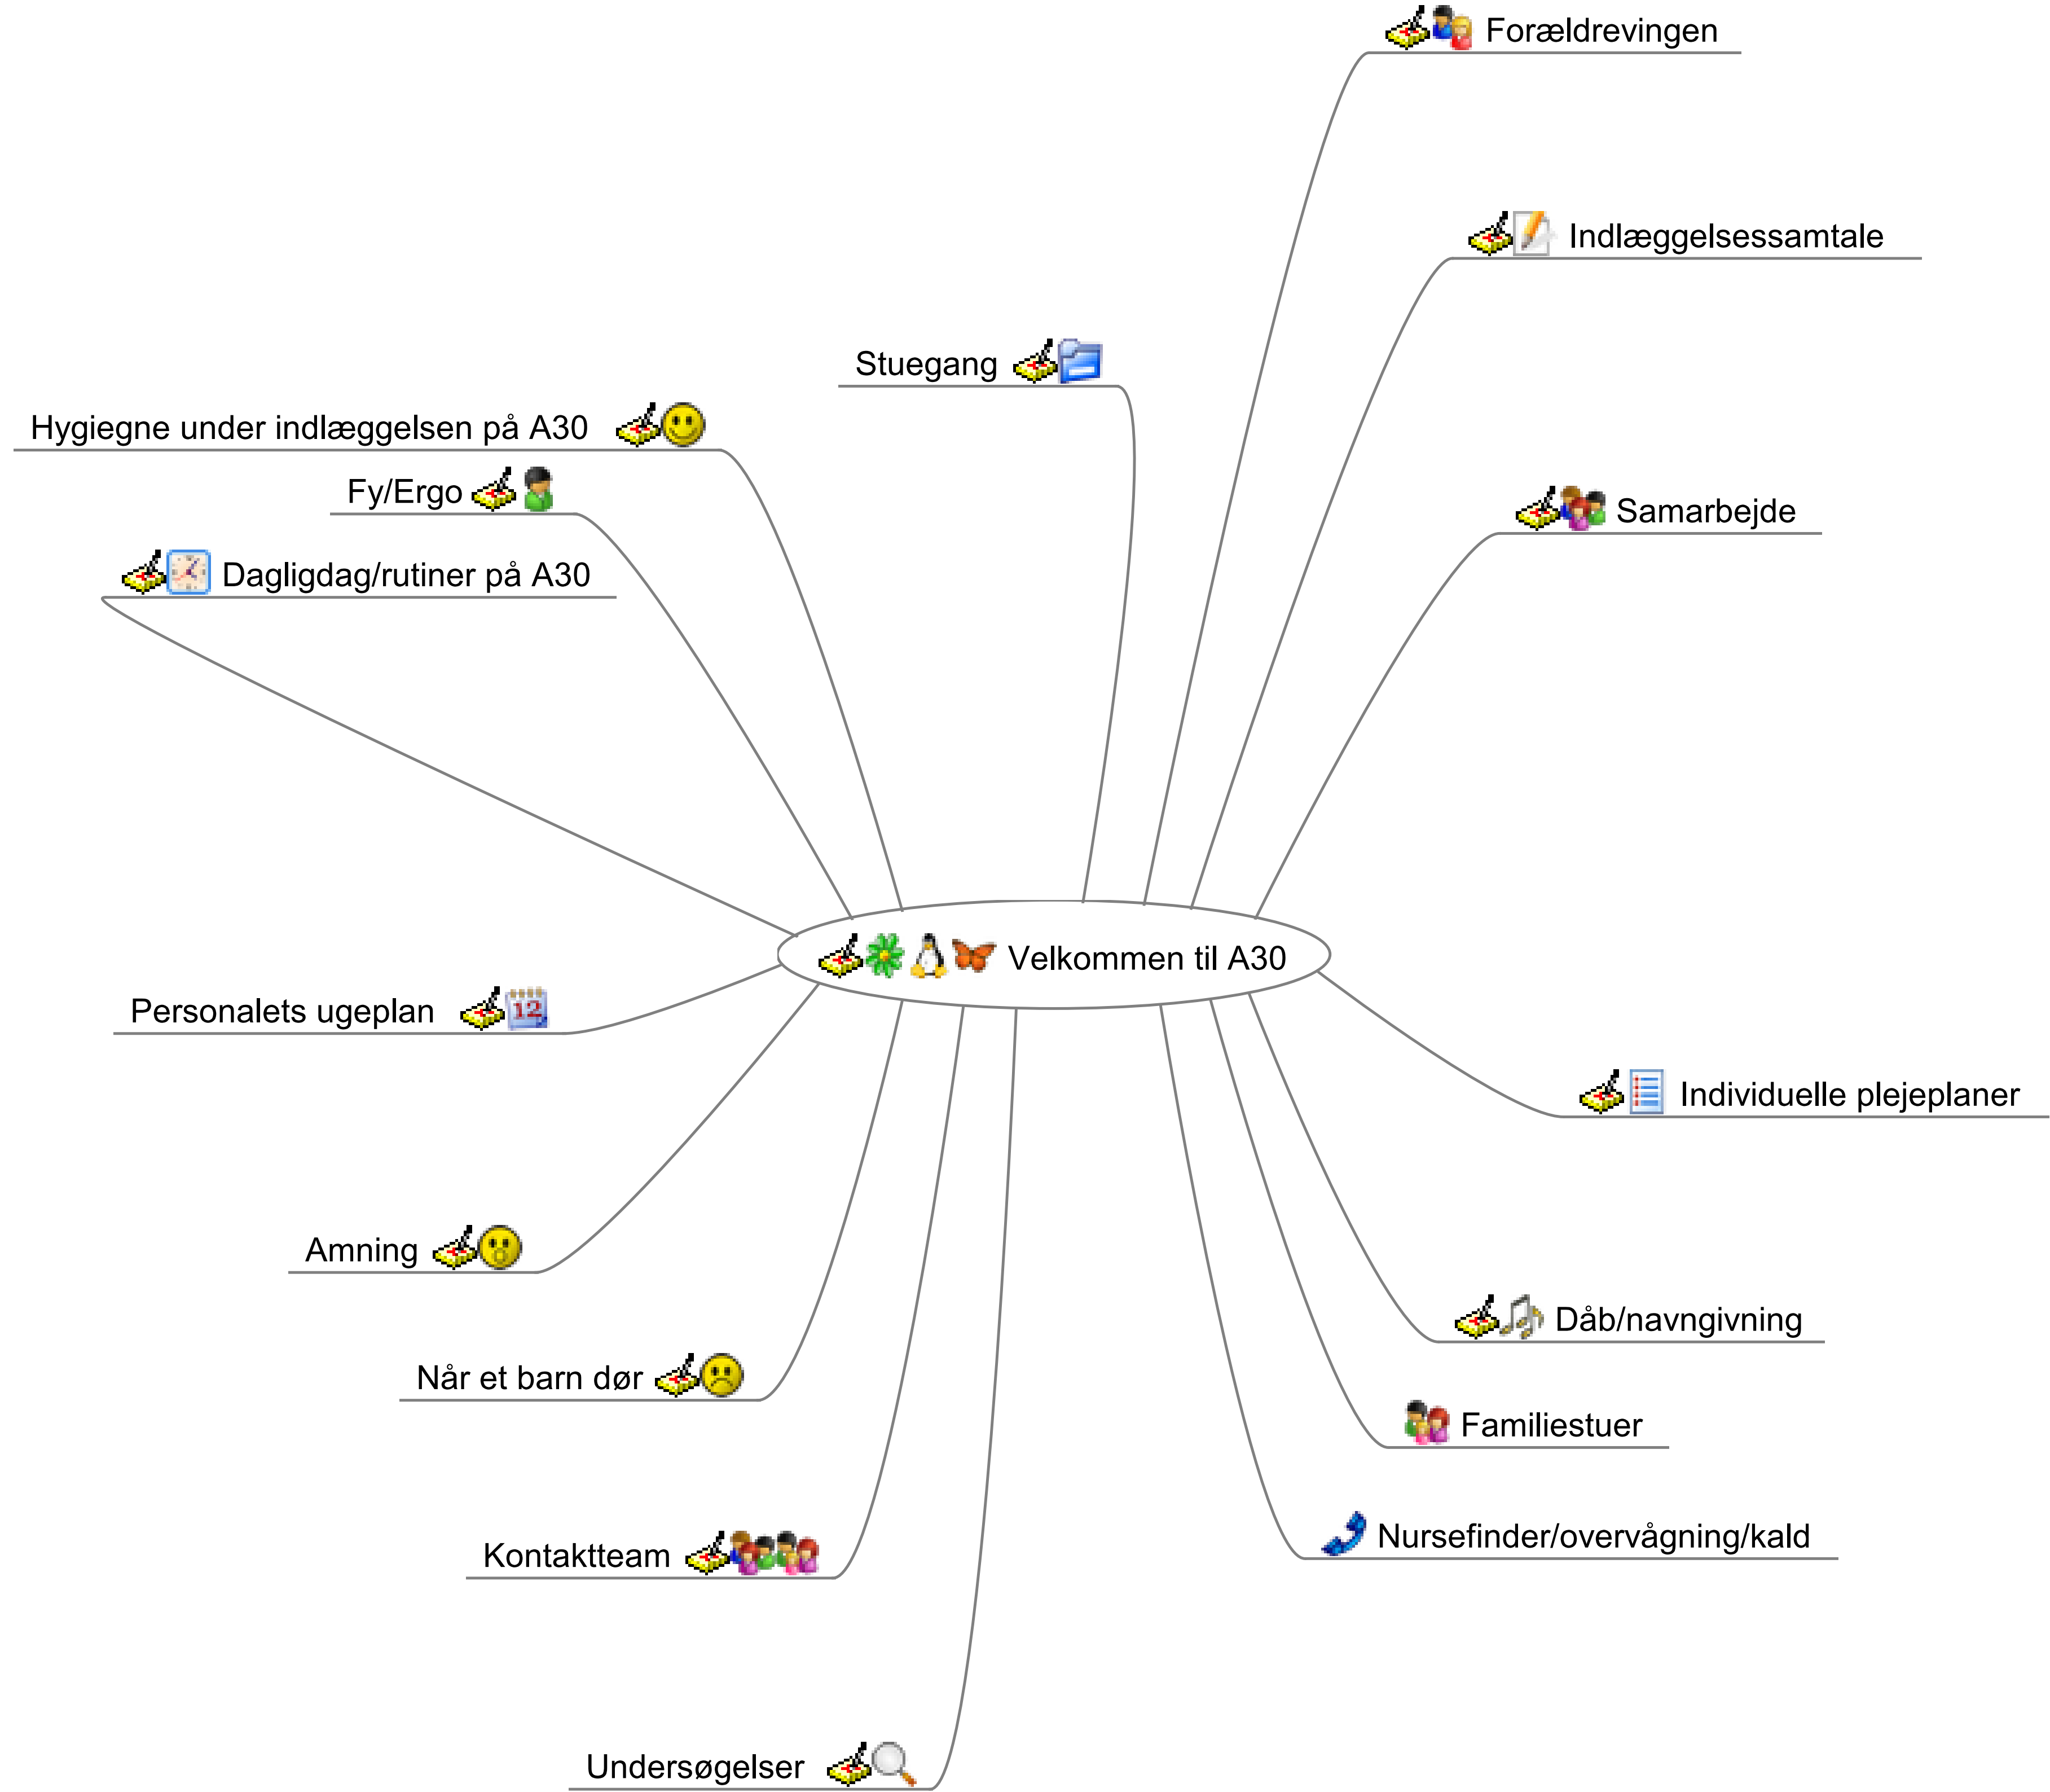 Forældrevingen
Indlæggelsessamtale
Stuegang
Hygiegne under indlæggelsen på A30
Fy/Ergo
Samarbejde
Dagligdag/rutiner på A30
Velkommen til A30
Personalets ugeplan
12
Individuelle plejeplaner
Amning
Dåb/navngivning
Når et barn dør
Familiestuer
Nursefinder/overvågning/kald
Kontaktteam
Undersøgelser